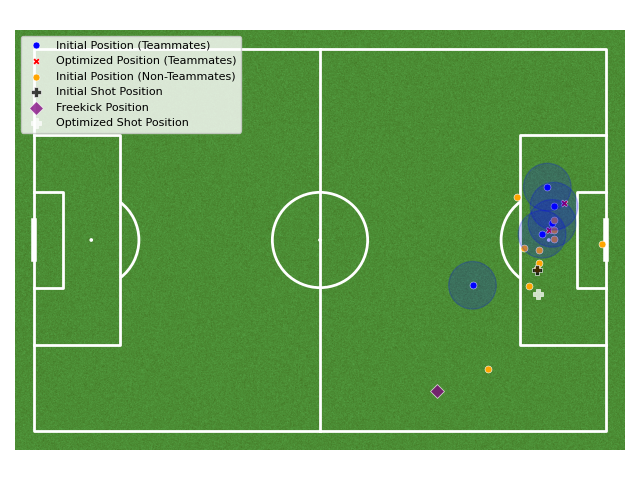 Initial Position (Teammates)
Optimized Position (Teammates)
Initial Position (Non-Teammates)
Initial Shot Position
Freekick Position
Optimized Shot Position